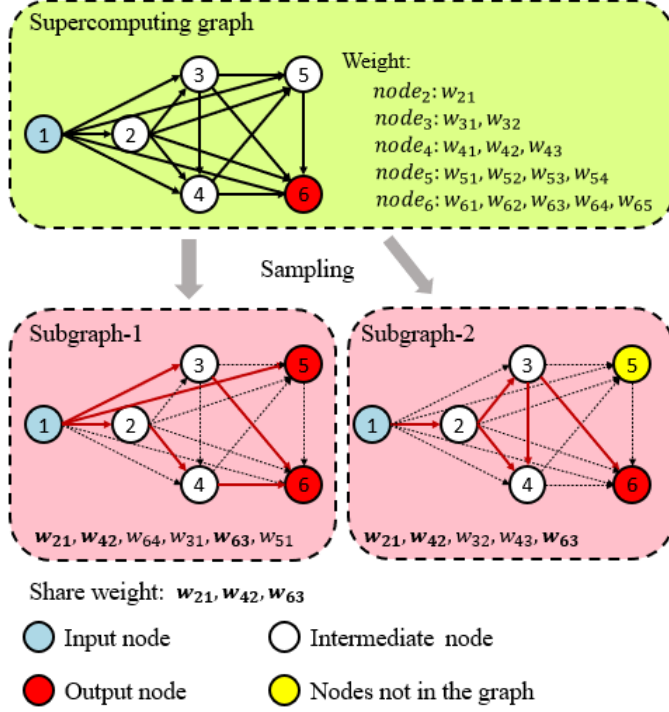 Supercomputing graph
Weight:
node₂: w₂₁
node₃: w₃₁, w₃₂
node₄: w₄₁, w₄₂, w₄₃
node₅: w₅₁, w₅₂, w₅₃, w₅₄
node₆: w₆₁, w₆₂, w₆₃, w₆₄, w₆₅
3 5
1 2
4 6
Sampling
Subgraph-1
3 5
1 2
4 6
w₂₁, w₄₂, w₆₄, w₃₁, w₆₃, w₅₁
Subgraph-2
3 5
1 2
4 6
w₂₁, w₄₂, w₃₂, w₄₃, w₆₃
Share weight: w₂₁, w₄₂, w₆₃
Input node
Intermediate node
Output node
Nodes not in the graph